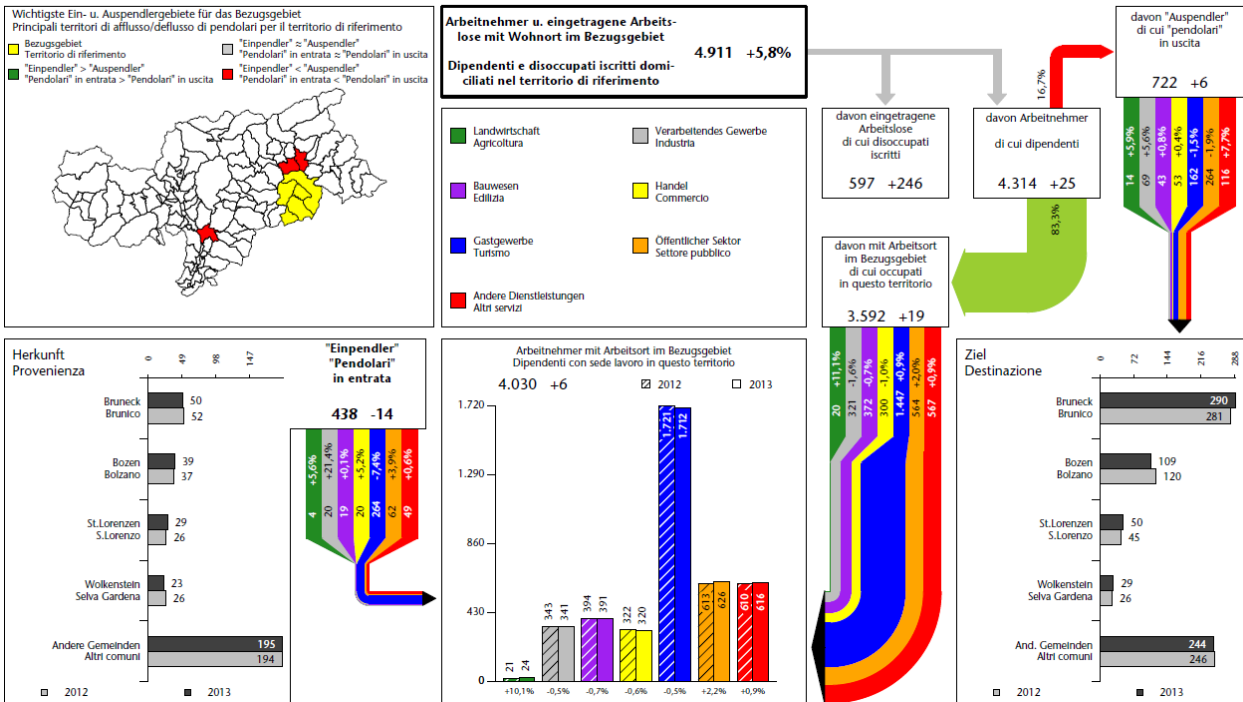 Wichtigste Ein- u. Auspendlergebiete für das Bezugsgebiet
Principali territori di afflusso/deflusso di pendolari per il territorio di riferimento
Bezugsgebiet
Territorio di riferimento
"Einpendler" ≈ "Auspendler"
"Pendolari" in entrata ≈ "Pendolari" in uscita
"Einpendler" > "Auspendler"
"Pendolari" in entrata > "Pendolari" in uscita
"Einpendler" < "Auspendler"
"Pendolari" in entrata < "Pendolari" in uscita
Arbeitnehmer u. eingetragene Arbeits-
lose mit Wohnort im Bezugsgebiet
4.911 +5,8%
Dipendenti e disoccupati iscritti domi-
ciliati nel territorio di riferimento
davon "Auspendler"
di cui "pendolari"
in uscita
722 +6
16,7%
14 +5,9%
69 +5,6%
43 +0,8%
53 +0,4%
162 -1,5%
264 -1,9%
116 +7,7%
Landwirtschaft
Agricoltura
Verarbeitendes Gewerbe
Industria
Bauwesen
Edilizia
Handel
Commercio
Gastgewerbe
Turismo
Öffentlicher Sektor
Settore pubblico
Andere Dienstleistungen
Altri servizi
davon eingetragene
Arbeitslose
di cui disoccupati
iscritti
597 +246
davon Arbeitnehmer
di cui dipendenti
4.314 +25
83,3%
davon mit Arbeitsort
im Bezugsgebiet
di cui occupati
in questo territorio
3.592 +19
20 +11,1%
321 -1,6%
372 -0,7%
300 -1,0%
1.447 +0,9%
564 +2,0%
567 +0,9%
Herkunft
Provenienza
0 49 98 147
Bruneck
Brunico
50
52
Bozen
Bolzano
39
37
St.Lorenzen
S.Lorenzo
29
26
Wolkenstein
Selva Gardena
23
26
Andere Gemeinden
Altri comuni
195
194
2012 2013
"Einpendler"
"Pendolari"
in entrata
438 -14
4 +5,6%
20 +21,4%
19 +0,1%
20 +5,2%
264 -7,4%
62 +3,9%
49 +0,6%
Arbeitnehmer mit Arbeitsort im Bezugsgebiet
Dipendenti con sede lavoro in questo territorio
4.030 +6
2012 2013
1.720
1.290
860
430
0
21 24
343 341
394 391
322 320
1.721 1.712
613 626
610 616
+10,1% -0,5% -0,7% -0,6% -0,5% +2,2% +0,9%
Ziel
Destinazione
0 72 144 216 288
Bruneck
Brunico
290
281
Bozen
Bolzano
109
120
St.Lorenzen
S.Lorenzo
50
45
Wolkenstein
Selva Gardena
29
26
And. Gemeinden
Altri comuni
244
246
2012 2013